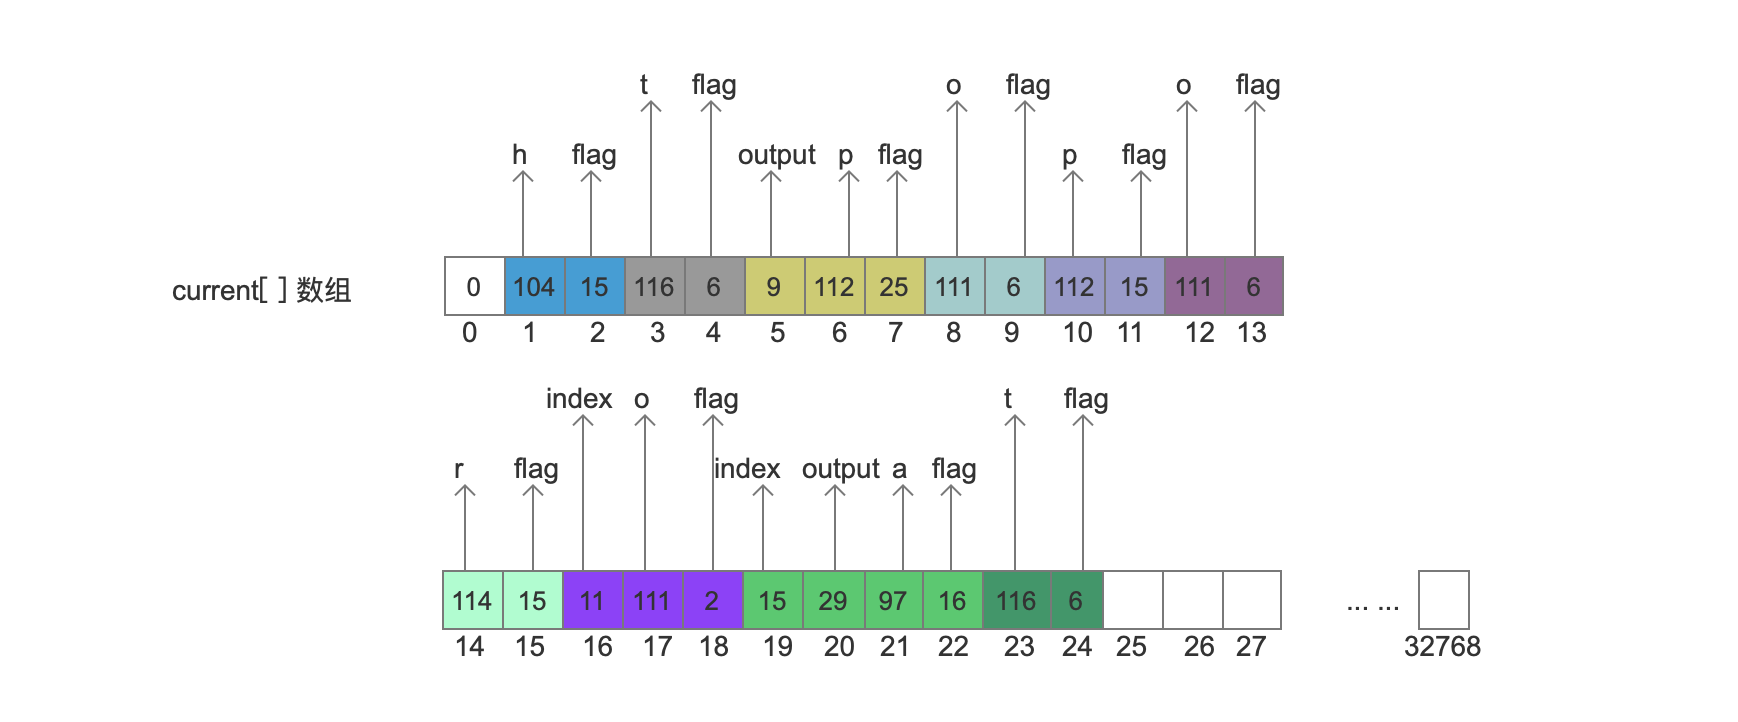 t flag o flag o flag
h flag output p flag p flag
current[ ] 数组 0 104 15 116 6 9 112 25 111 6 112 15 111 6
0 1 2 3 4 5 6 7 8 9 10 11 12 13
index o flag t flag
r flag index output a flag
114 15 11 111 2 15 29 97 16 116 6 ... ...
14 15 16 17 18 19 20 21 22 23 24 25 26 27 32768